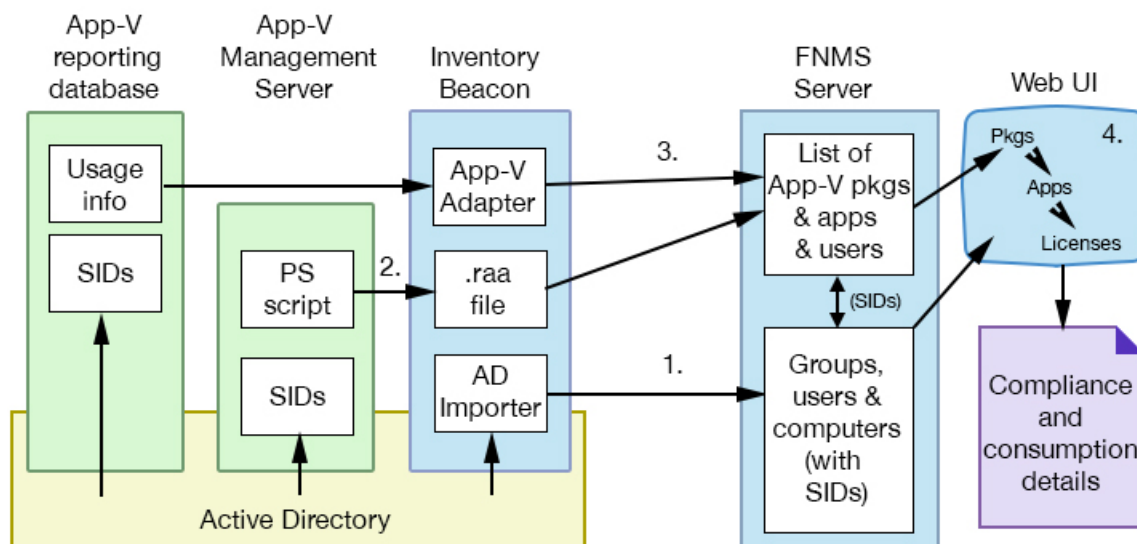 App-V
reporting
database
Usage
info
SIDs
App-V
Management
Server
PS
script
SIDs
2.
Inventory
Beacon
App-V
Adapter
.raa
file
AD
Importer
Active Directory
3.
1.
FNMS
Server
List of
App-V pkgs
& apps
& users
(SIDs)
Groups,
users &
computers
(with
SIDs)
Web UI
4.
Pkgs
Apps
Licenses
Compliance
and
consumption
details